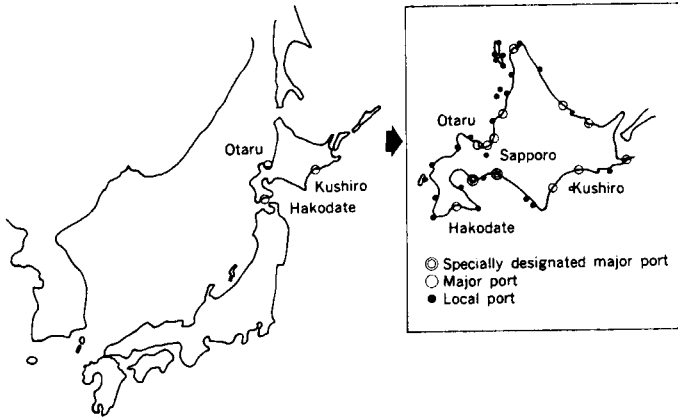 Otaru
Kushiro
Hakodate
Otaru
Sapporo
Kushiro
Hakodate
Specially designated major port
Major port
Local port